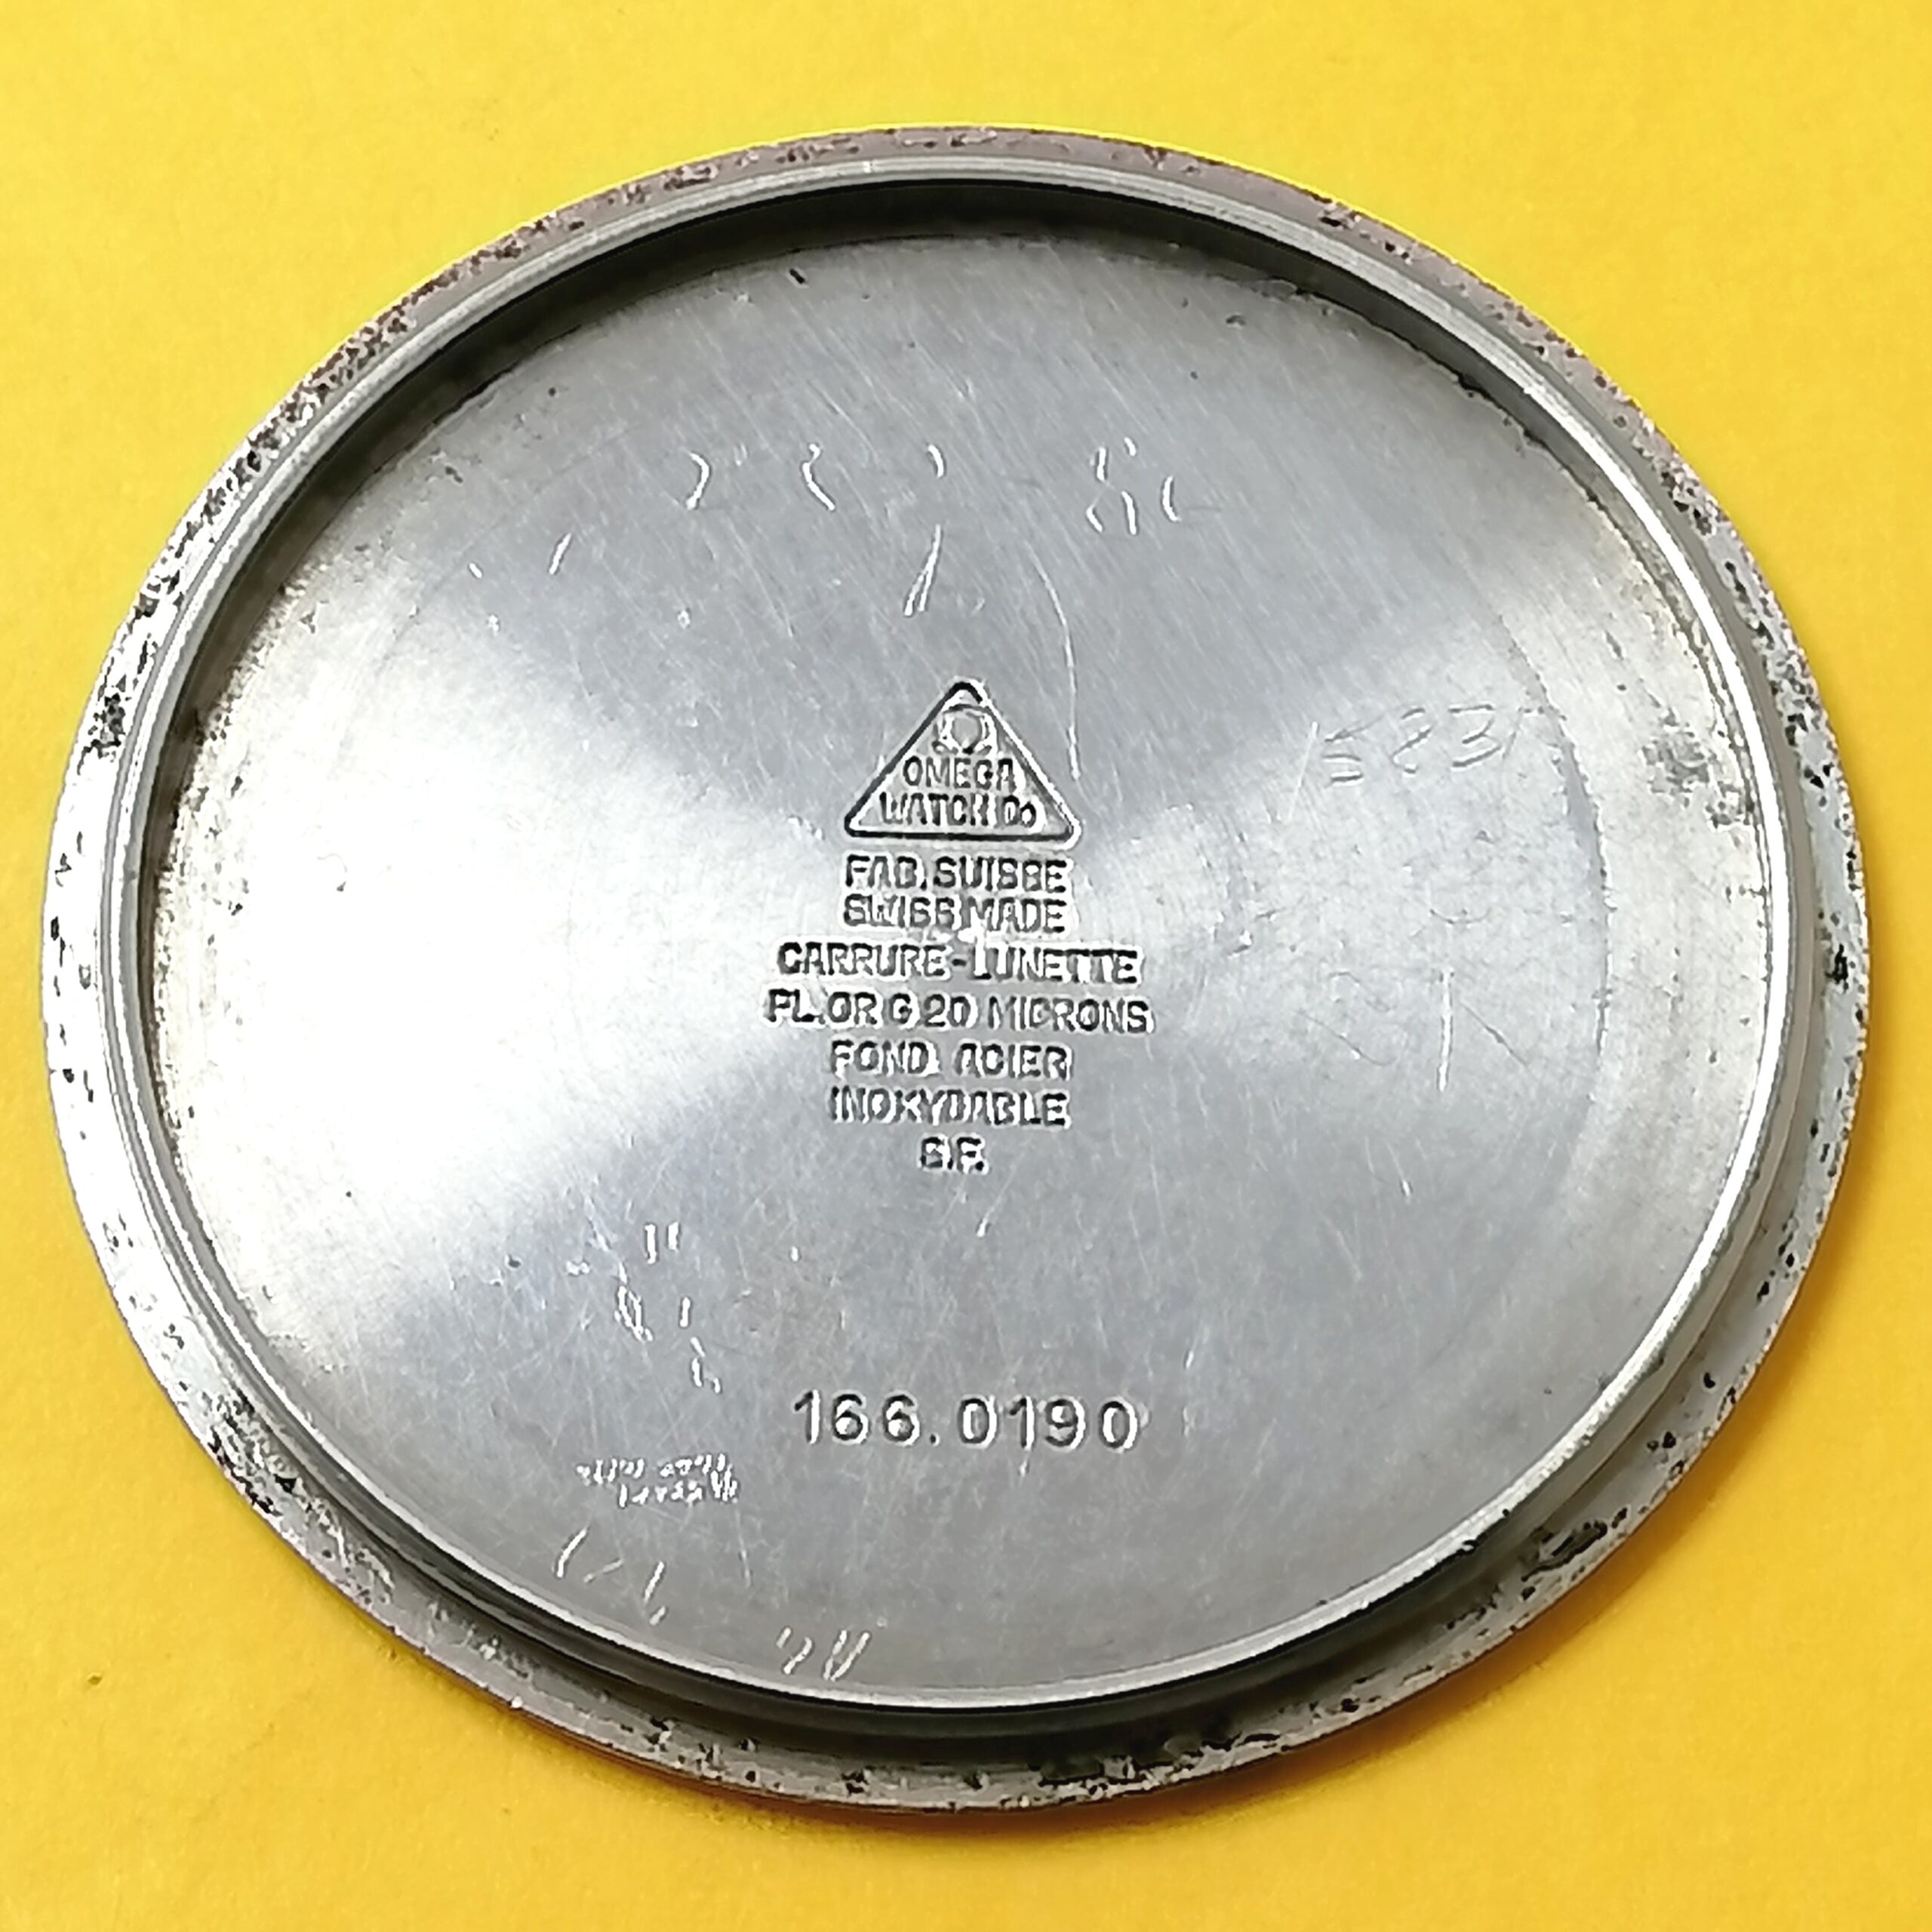 OMEGA
WATCH Co
FAB. SUISSE
SWISS MADE
CARRURE-LUNETTE
PL.OR G.20 MICRONS
FOND. ACIER
INOXYDABLE
G.F.
166.0190